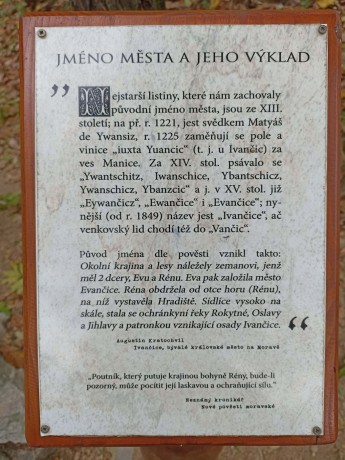 JMÉNO MĚSTA A JEHO VÝKLAD
„
Nejstarší listiny, které nám zachovaly
původní jméno města, jsou ze XIII.
století; na př. r. 1221, jest svědkem Matyáš
de Ywansiz, r. 1225 zaměňují se pole a
vinice „iuxta Yuancic“ (t. j. u Ivančic) za
ves Manice. Za XIV. stol. psávalo se
„Ywantschitz, Iwanschice, Ybantschicz,
Ywanschicz, Ybanzcic“ a j. v XV. stol. již
„Eywančicz“, „Ewančice“ i „Evančice“; ny-
nější (od r. 1849) název jest „Ivančice“, ač
venkovský lid chodí též do „Vančic“.
Původ jména dle pověsti vznikl takto:
Okolní krajina a lesy náležely zemanovi, jenž
měl 2 dcery, Evu a Rénu. Eva pak založila město
Evančice. Réna obdržela od otce horu (Rénu),
na níž vystavěla Hradiště. Sídlíce vysoko na
skále, stala se ochránkyní řeky Rokytné, Oslavy
a Jihlavy a patronkou vznikající osady Ivančice.
“
Augustin Kratochvíl
Ivančice, bývalé královské město na Moravě
„Poutník, který putuje krajinou bohyně Rény, bude-li
pozorný, může pocítit její laskavou a ochraňující sílu.“
Neznámý kronikář
Nové pověsti moravské